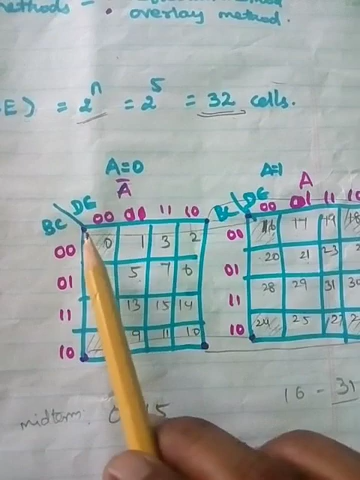 overlay method.
= 2^n = 2^5 = 32 cells.
A=0
A̅
A=1
A
BC DE 00 01 11 10
BC DE 00 01 11
00 0 1 3 2
00 16 17 19 18
01 5 7 6
01 20 21 23
11 13 15 14
11 28 29 31 30
10 9 11 10
10 24 25 27
midterm:
16 - 31